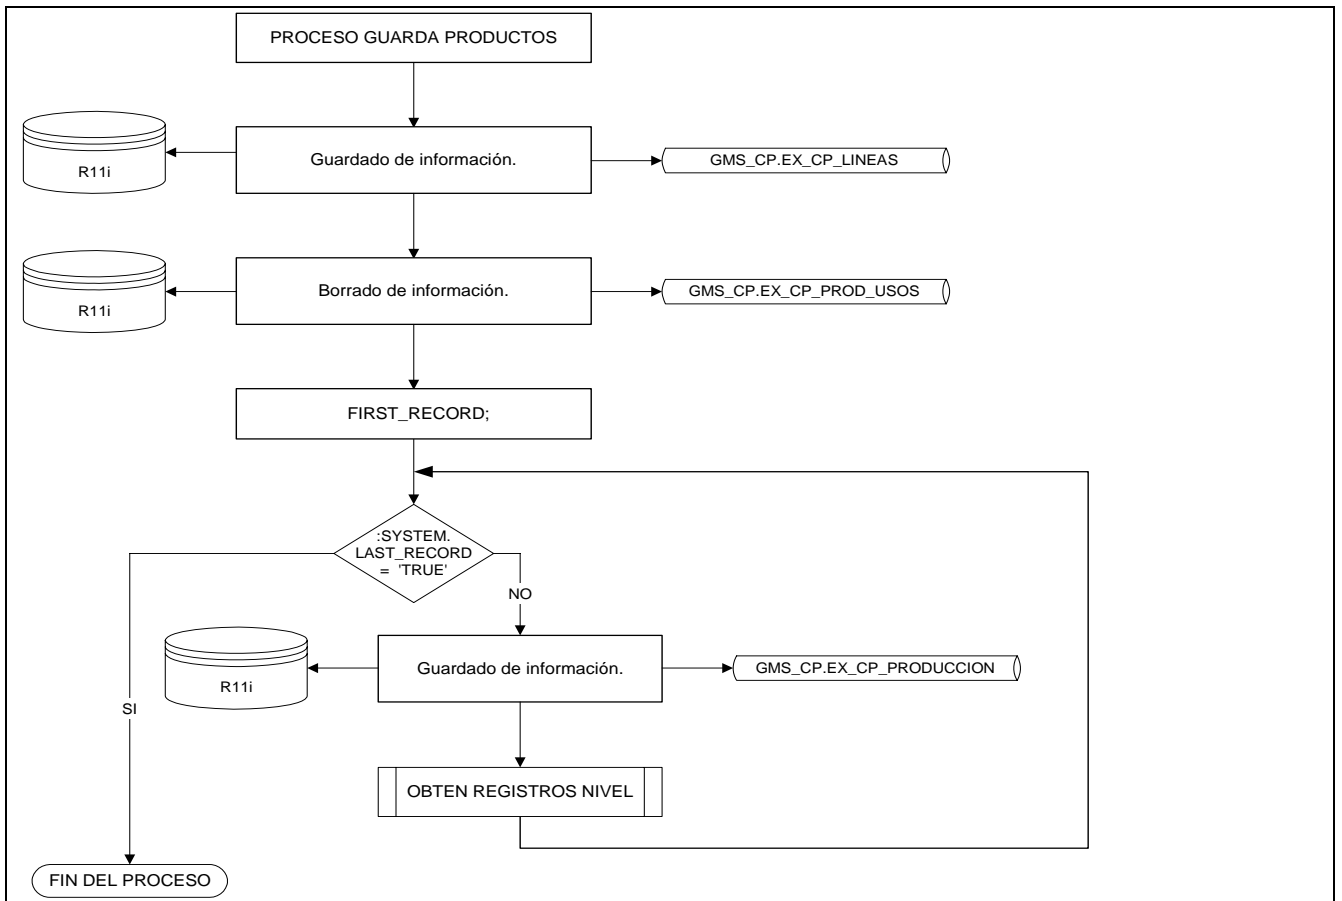 PROCESO GUARDA PRODUCTOS
R11i
Guardado de información.
GMS_CP.EX_CP_LINEAS
R11i
Borrado de información.
GMS_CP.EX_CP_PROD_USOS
FIRST_RECORD;
:SYSTEM.
LAST_RECORD
= 'TRUE'
NO
R11i
Guardado de información.
GMS_CP.EX_CP_PRODUCCION
SI
OBTEN REGISTROS NIVEL
FIN DEL PROCESO